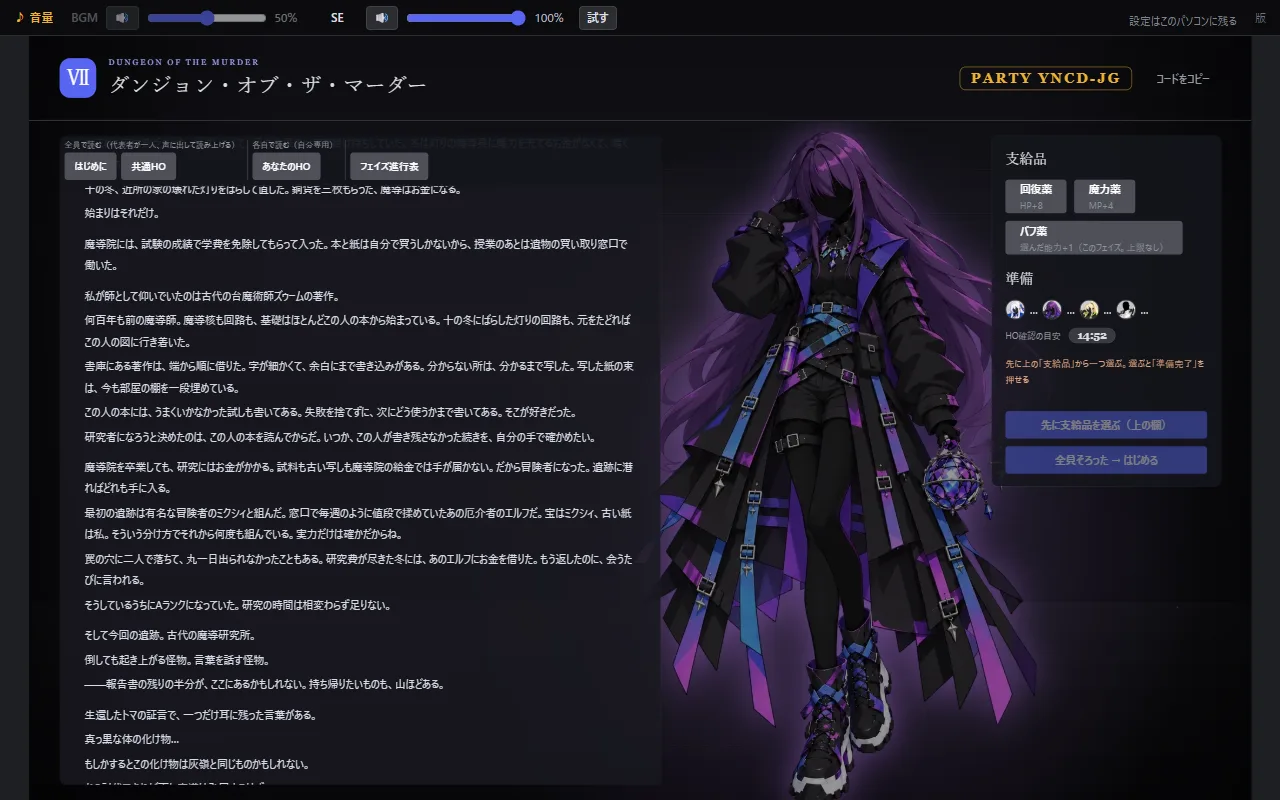 ♪ 音量 BGM 50% SE 100% 試す 設定はこのパソコンに残る 版
VII
DUNGEON OF THE MURDER
ダンジョン・オブ・ザ・マーダー
PARTY YNCD-JG コードをコピー
全員で読む（代表者が一人、声に出して読み上げる） 各自で読む（自分専用）
はじめに 共通HO あなたのHO フェイズ進行表
十の冬、近所の家の壊れた灯りをばらして直した。銅貨を三枚もらった、魔導はお金になる。
始まりはそれだけ。
魔導院には、試験の成績で学費を免除してもらって入った。本と紙は自分で買うしかないから、授業のあとは遺物の買い取り窓口で
働いた。
私が師として仰いでいたのは古代の台魔術師ズゥームの著作。
何百年も前の魔導師。魔導核も回路も、基礎はほとんどこの人の本から始まっている。十の冬にばらした灯りの回路も、元をたどれば
この人の図に行き着いた。
書庫にある著作は、端から順に借りた。字が細かくて、余白にまで書き込みがある。分からない所は、分かるまで写した。写した紙の束
は、今も部屋の棚を一段埋めている。
この人の本には、うまくいかなかった試しも書いてある。失敗を捨てずに、次にどう使うかまで書いてある。そこが好きだった。
研究者になろうと決めたのは、この人の本を読んでからだ。いつか、この人が書き残さなかった続きを、自分の手で確かめたい。
魔導院を卒業しても、研究にはお金がかかる。試料も古い写しも魔導院の給金では手が届かない。だから冒険者になった。遺跡に潜
ればどれも手に入る。
最初の遺跡は有名な冒険者のミクシィと組んだ。窓口で毎週のように値段で揉めていたあの厄介者のエルフだ。宝はミクシィ、古い紙
は私。そういう分け方でそれから何度も組んでいる。実力だけは確かだからね。
罠の穴に二人で落ちて、丸一日出られなかったこともある。研究費が尽きた冬には、あのエルフにお金を借りた。もう返したのに、会うた
びに言われる。
そうしているうちにAランクになっていた。研究の時間は相変わらず足りない。
そして今回の遺跡。古代の魔導研究所。
倒しても起き上がる怪物。言葉を話す怪物。
――報告書の残りの半分が、ここにあるかもしれない。持ち帰りたいものも、山ほどある。
生還したトマの証言で、一つだけ耳に残った言葉がある。
真っ黒な体の化け物…
もしかするとこの化け物は灰嶺と同じものかもしれない。
支給品
回復薬 魔力薬
HP+8 MP+4
バフ薬
選んだ能力+1（このフェイズ。上限なし）
準備
… … … …
HO確認の目安 14:52
先に上の「支給品」から一つ選ぶ。選ぶと「準備完了」を
押せる
先に支給品を選ぶ（上の欄）
全員そろった → はじめる